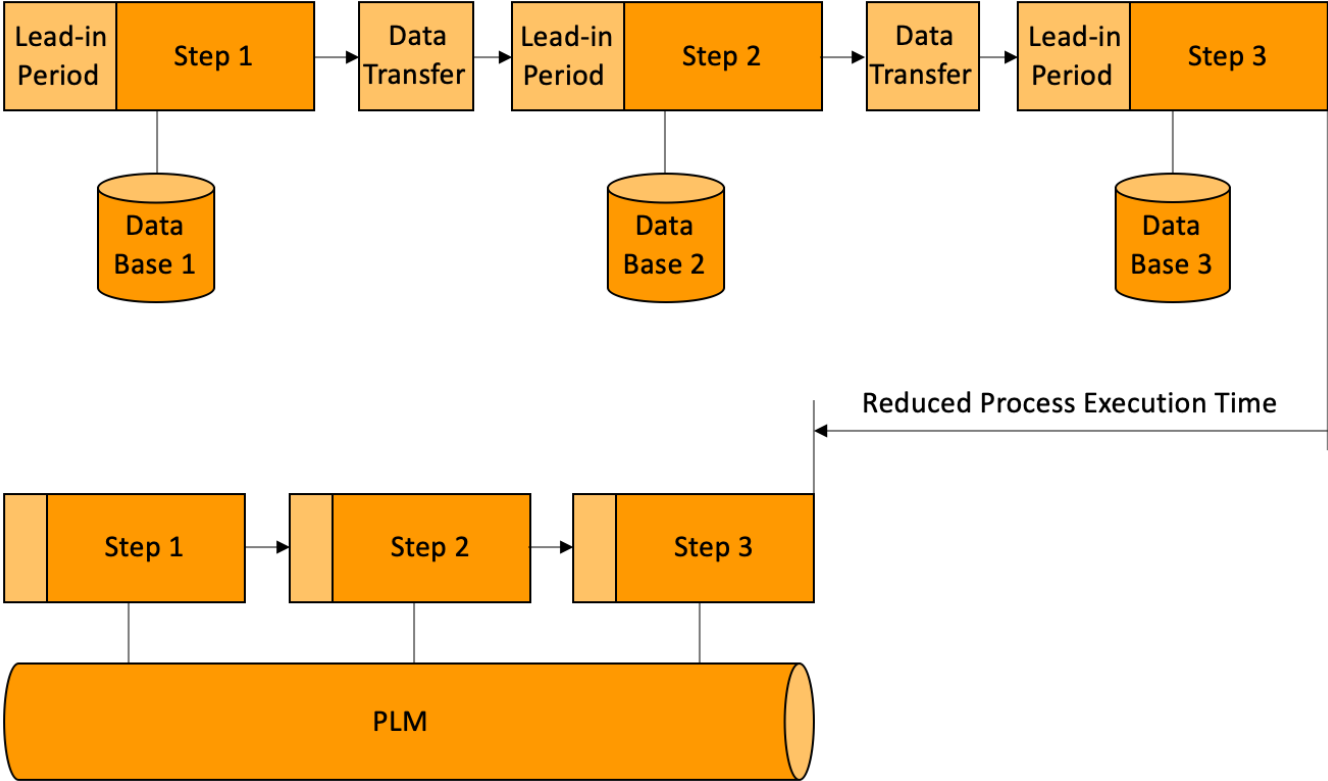 Lead-in
Period
Step 1
Data
Transfer
Lead-in
Period
Step 2
Data
Transfer
Lead-in
Period
Step 3
Data
Base 1
Data
Base 2
Data
Base 3
Reduced Process Execution Time
Step 1
Step 2
Step 3
PLM